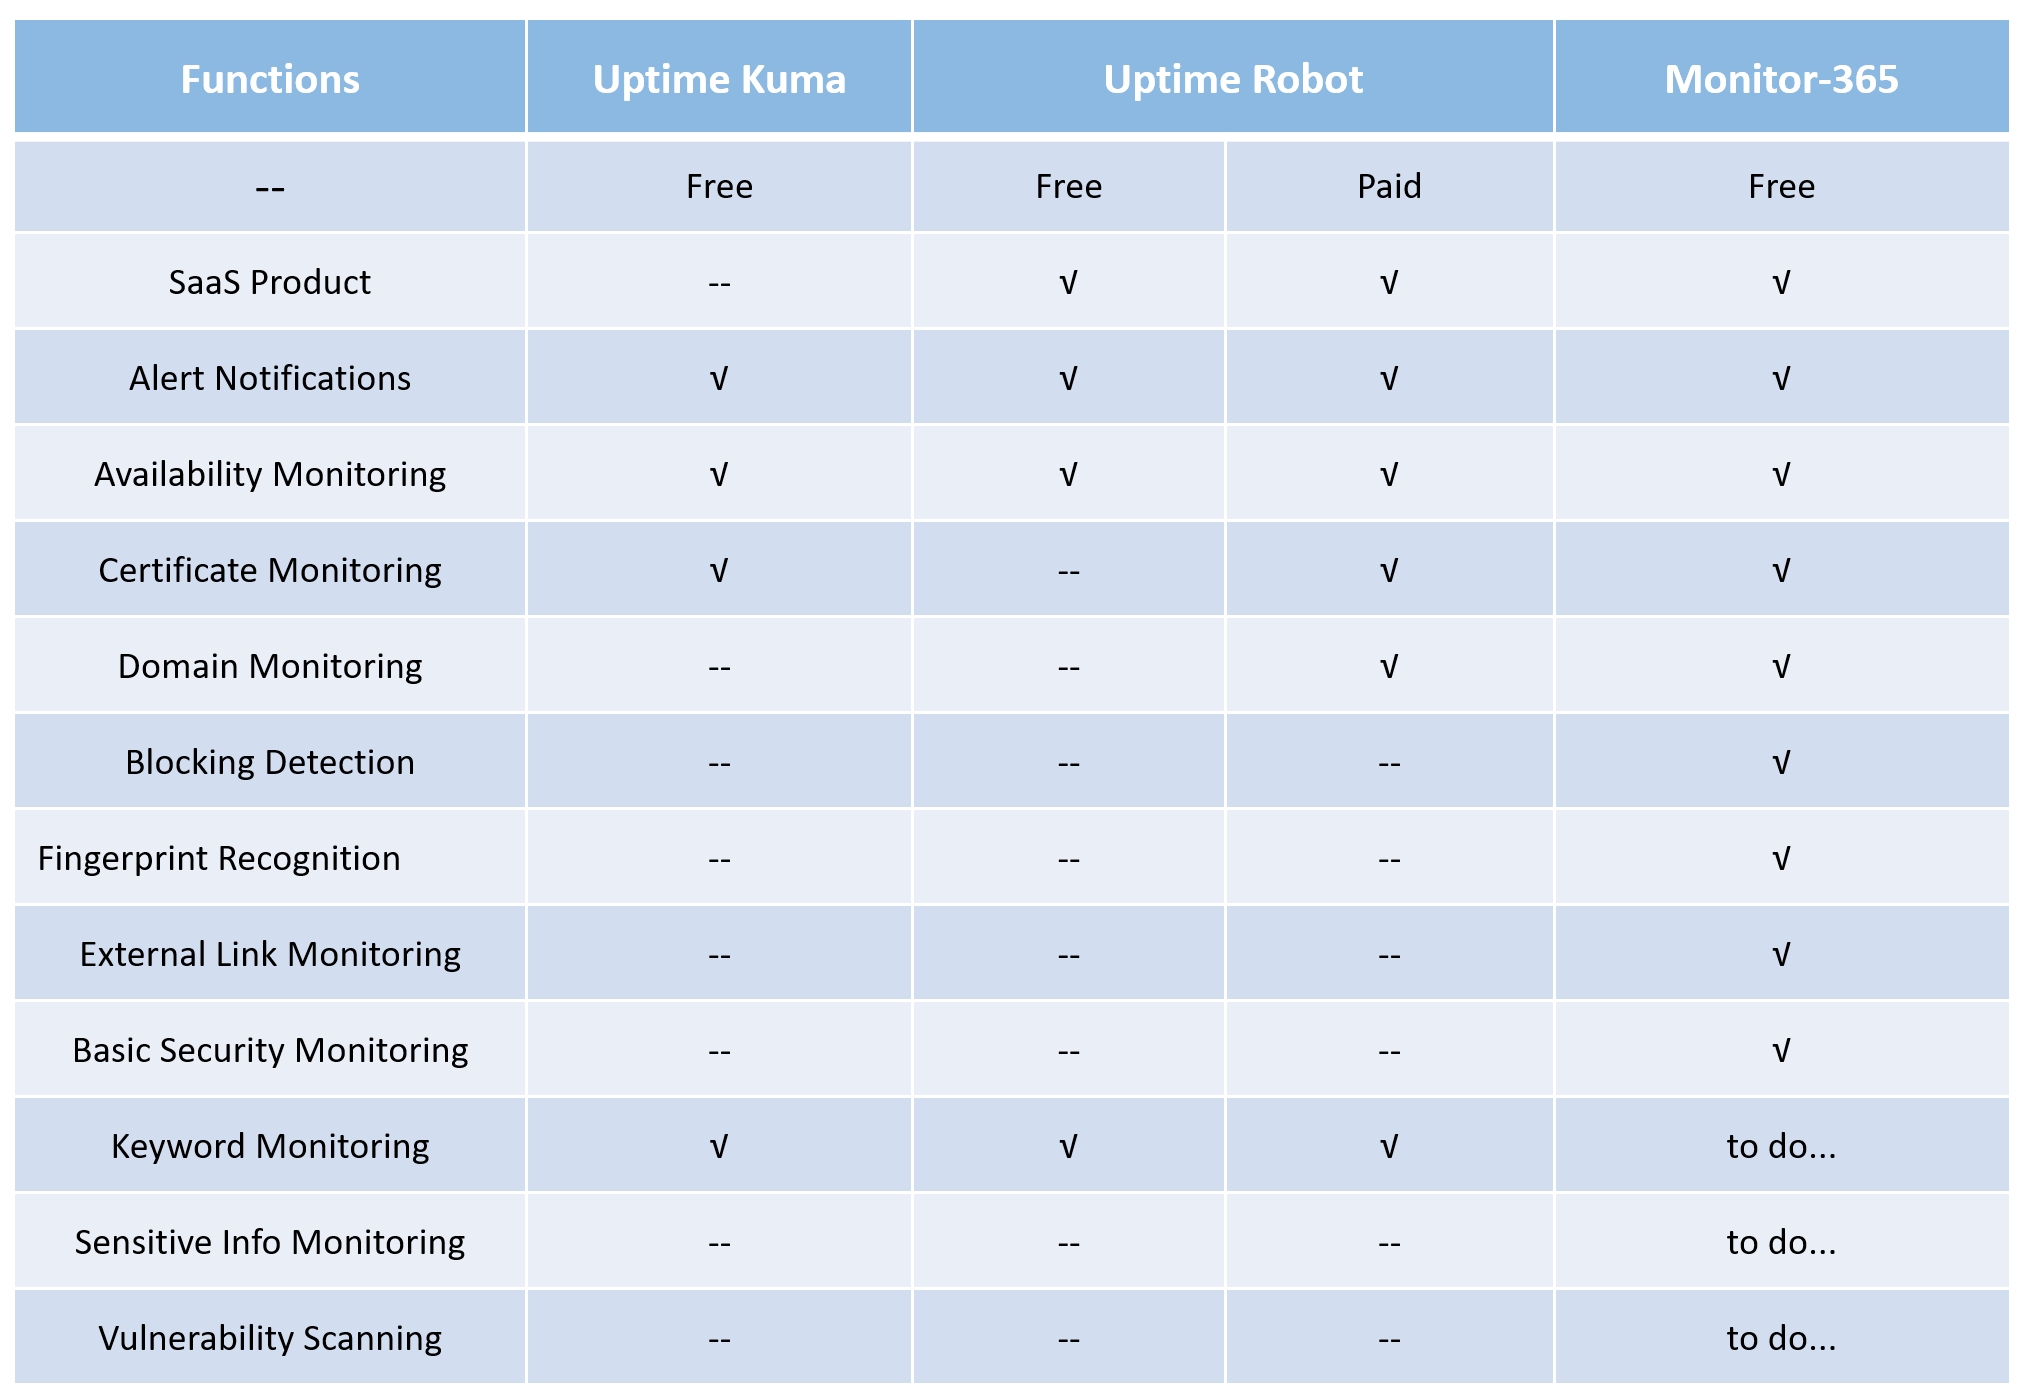 Functions Uptime Kuma Uptime Robot Monitor-365
-- Free Free Paid Free
SaaS Product -- √ √ √
Alert Notifications √ √ √ √
Availability Monitoring √ √ √ √
Certificate Monitoring √ -- √ √
Domain Monitoring -- -- √ √
Blocking Detection -- -- -- √
Fingerprint Recognition -- -- -- √
External Link Monitoring -- -- -- √
Basic Security Monitoring -- -- -- √
Keyword Monitoring √ √ √ to do...
Sensitive Info Monitoring -- -- -- to do...
Vulnerability Scanning -- -- -- to do...